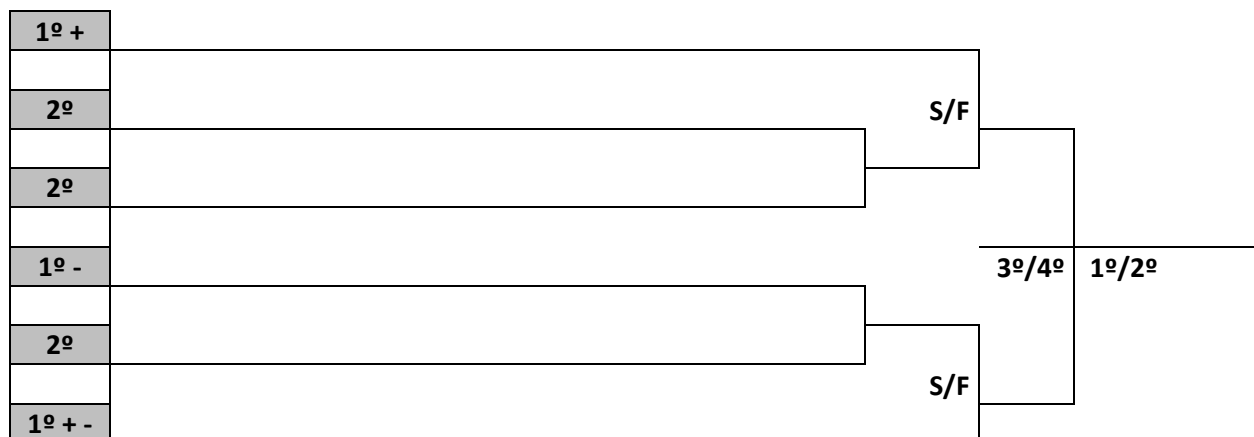 1º +
2º
S/F
2º
1º -
3º/4º
1º/2º
2º
S/F
1º + -